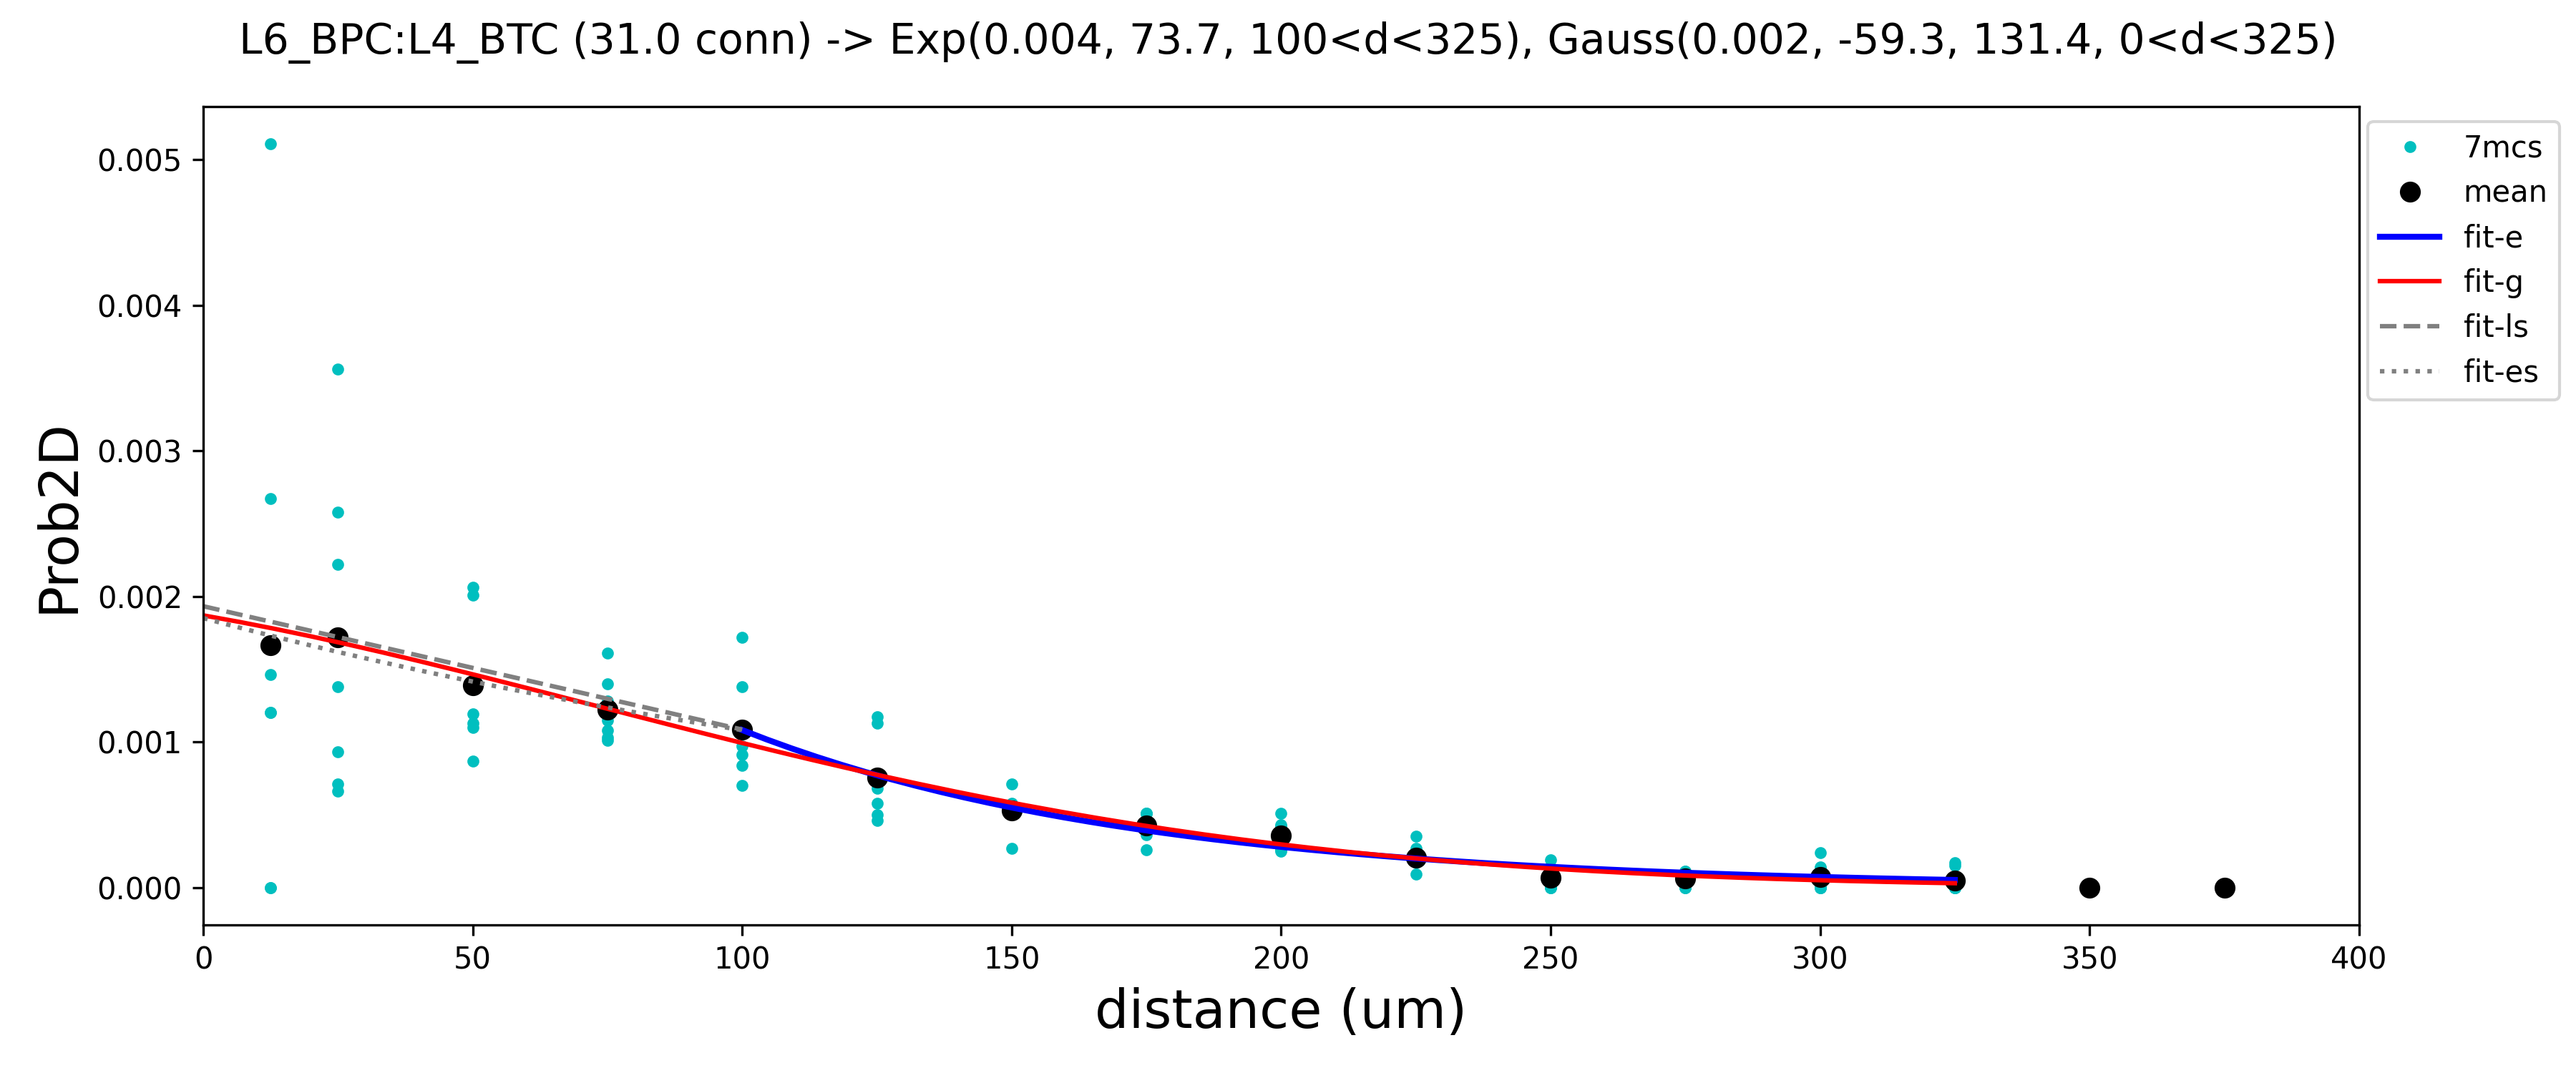 L6_BPC:L4_BTC (31.0 conn) -> Exp(0.004, 73.7, 100<d<325), Gauss(0.002, -59.3, 131.4, 0<d<325)
0.005
0.004
0.003
0.002
0.001
0.000
Prob2D
0 50 100 150 200 250 300 350 400
distance (um)
7mcs
mean
fit-e
fit-g
fit-ls
fit-es